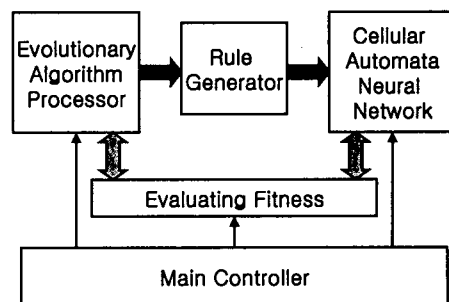 Evolutionary
Algorithm
Processor
Rule
Generator
Cellular
Automata
Neural
Network
Evaluating Fitness
Main Controller